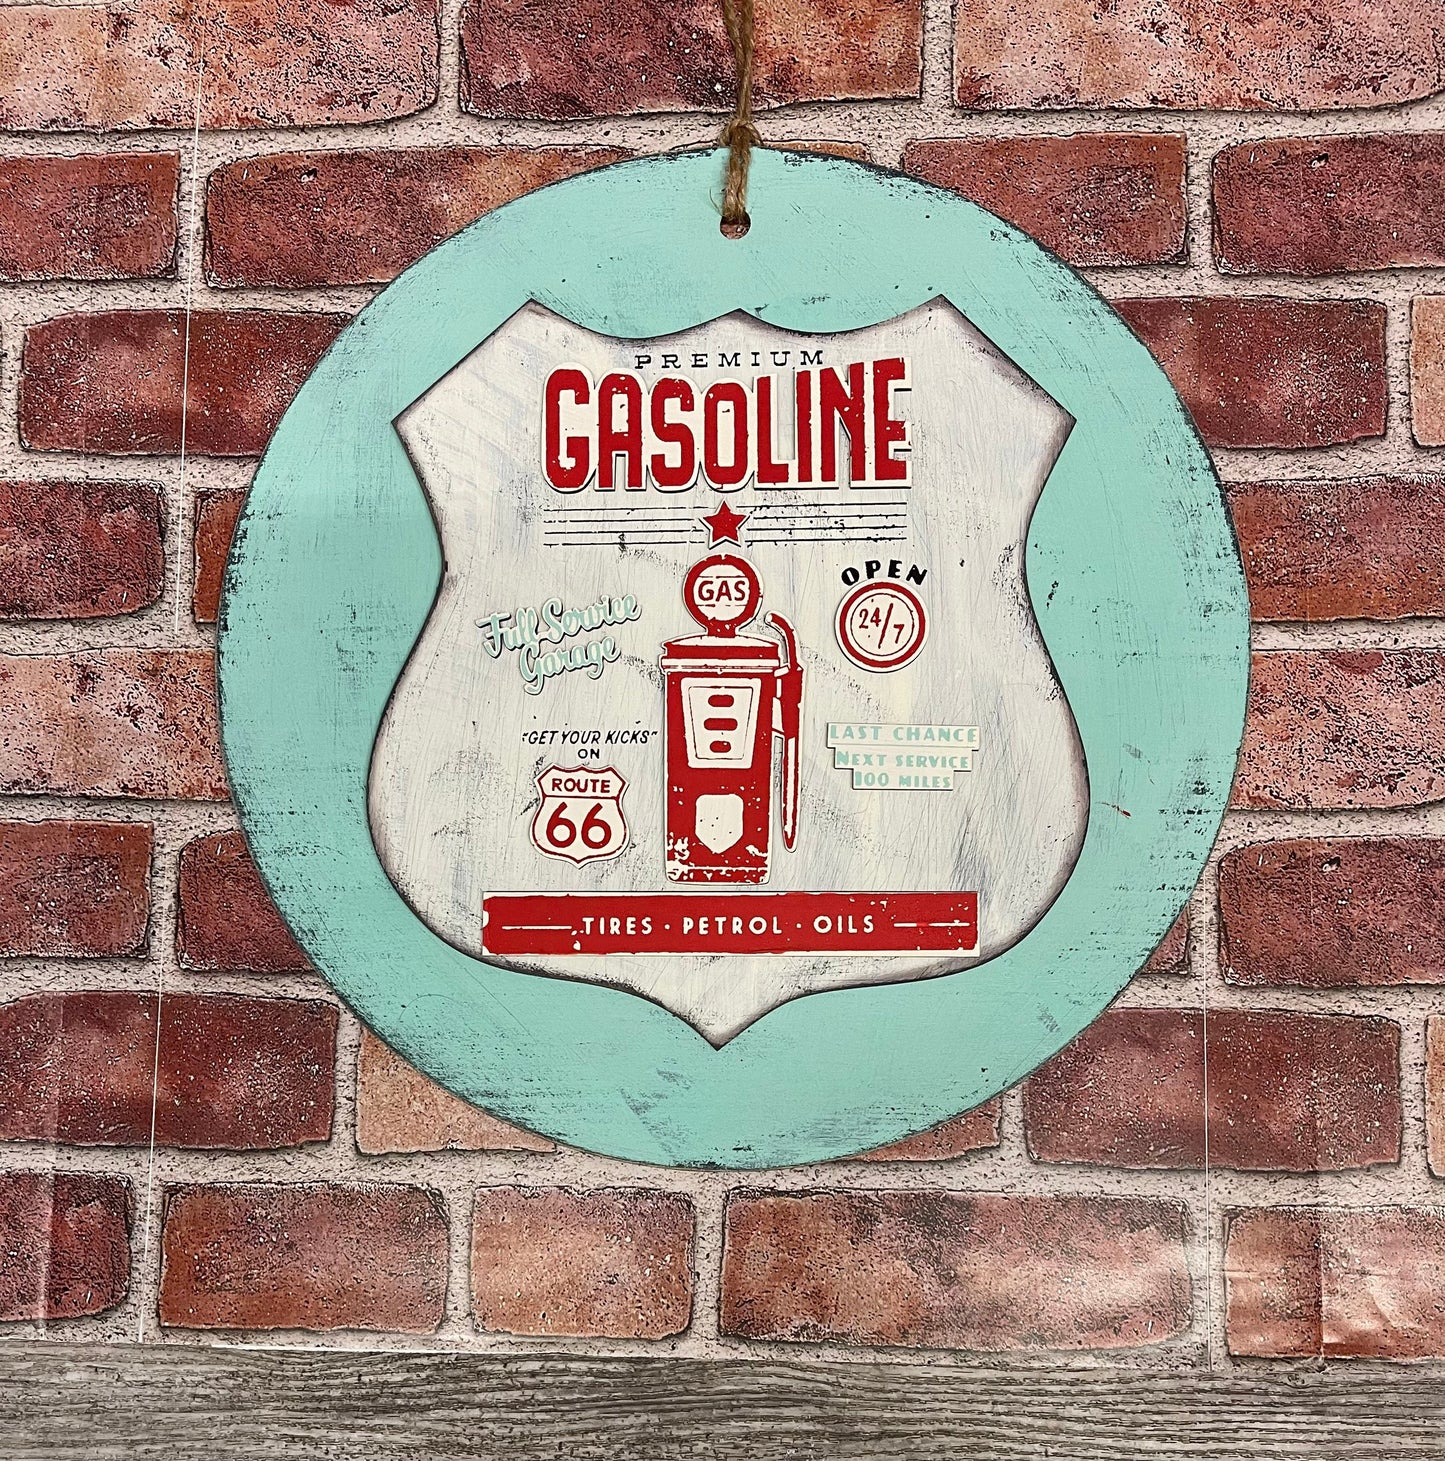 PREMIUM
GASOLINE
GAS
OPEN
24/7
Full Service
Garage
"GET YOUR KICKS"
ON
ROUTE
66
LAST CHANCE
NEXT SERVICE
100 MILES
TIRES · PETROL · OILS